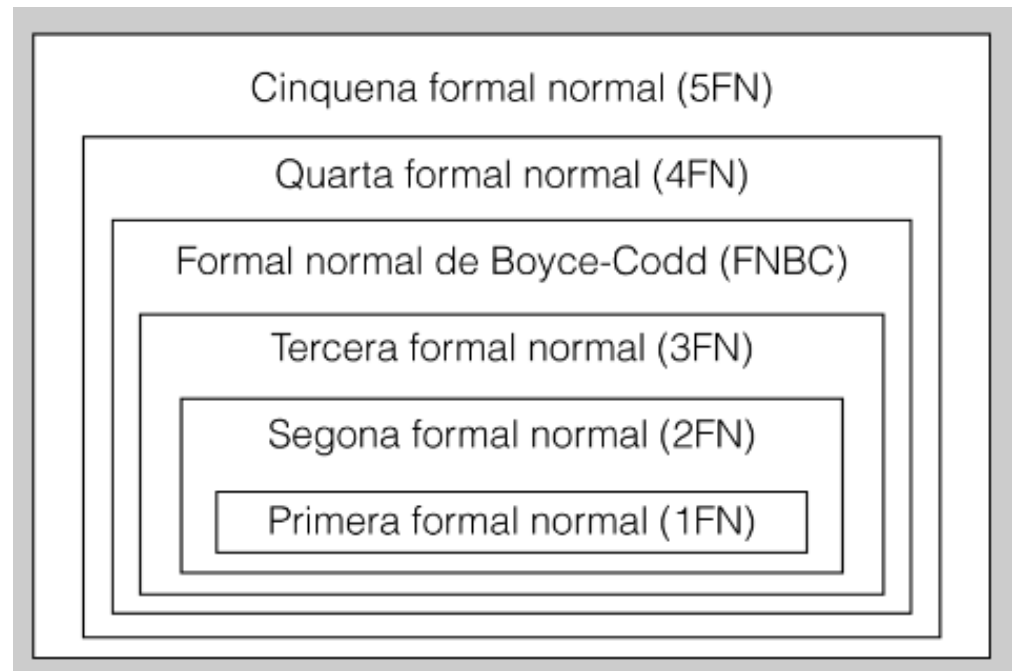 Cinquena formal normal (5FN)
Quarta formal normal (4FN)
Formal normal de Boyce-Codd (FNBC)
Tercera formal normal (3FN)
Segona formal normal (2FN)
Primera formal normal (1FN)